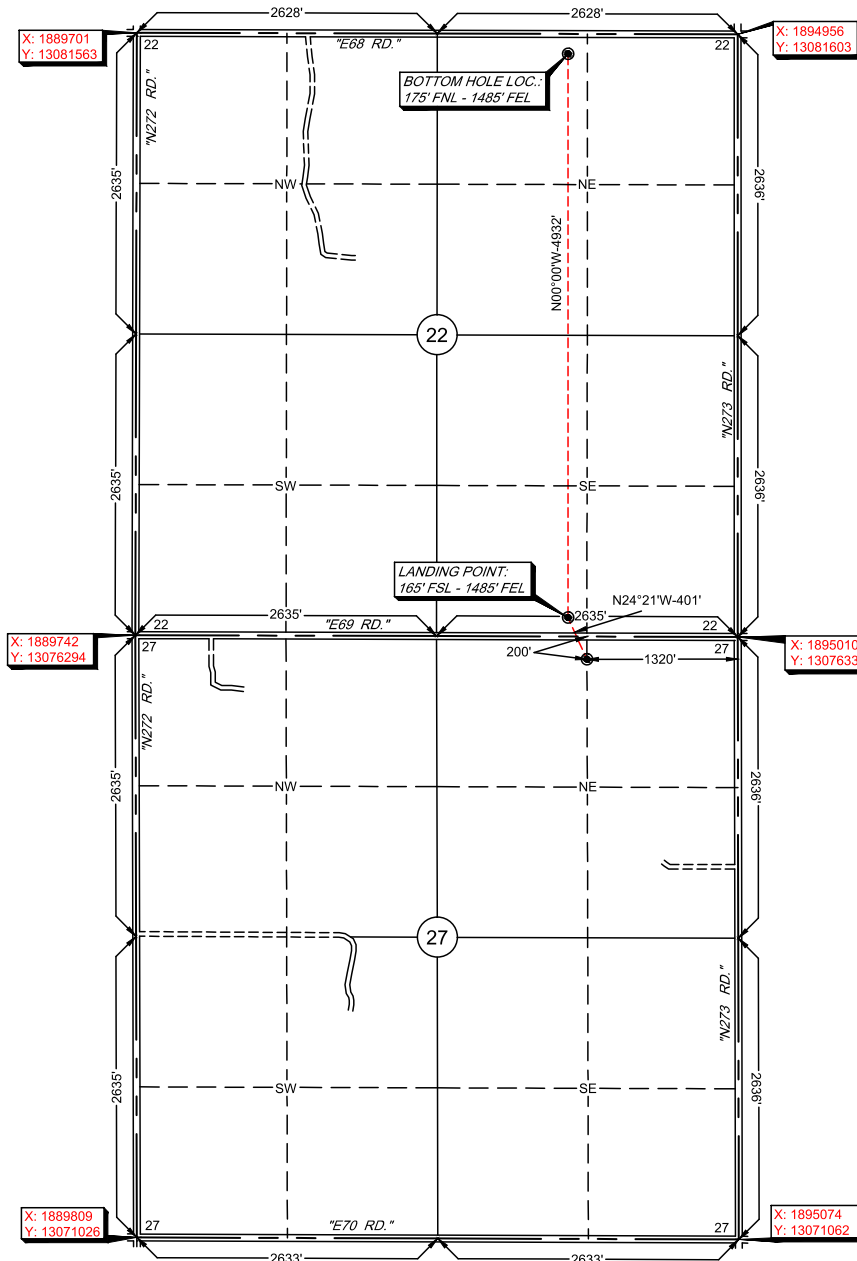 2628'
2628'
X: 1889701
Y: 13081563
X: 1894956
Y: 13081603
22
"E68 RD."
22
BOTTOM HOLE LOC.:
175' FNL - 1485' FEL
"N272 RD."
2635'
NW
NE
2636'
N00°00'W-4932'
22
"N273 RD."
2635'
SW
SE
2636'
LANDING POINT:
165' FSL - 1485' FEL
N24°21'W-401'
2635'
"E69 RD."
2635'
22
22
X: 1889742
Y: 13076294
X: 1895010
Y: 13076333
27
27
200'
1320'
"N272 RD."
2635'
NW
NE
2636'
27
"N273 RD."
2635'
SW
SE
2636'
X: 1889809
Y: 13071026
X: 1895074
Y: 13071062
27
"E70 RD."
27
2633'
2633'